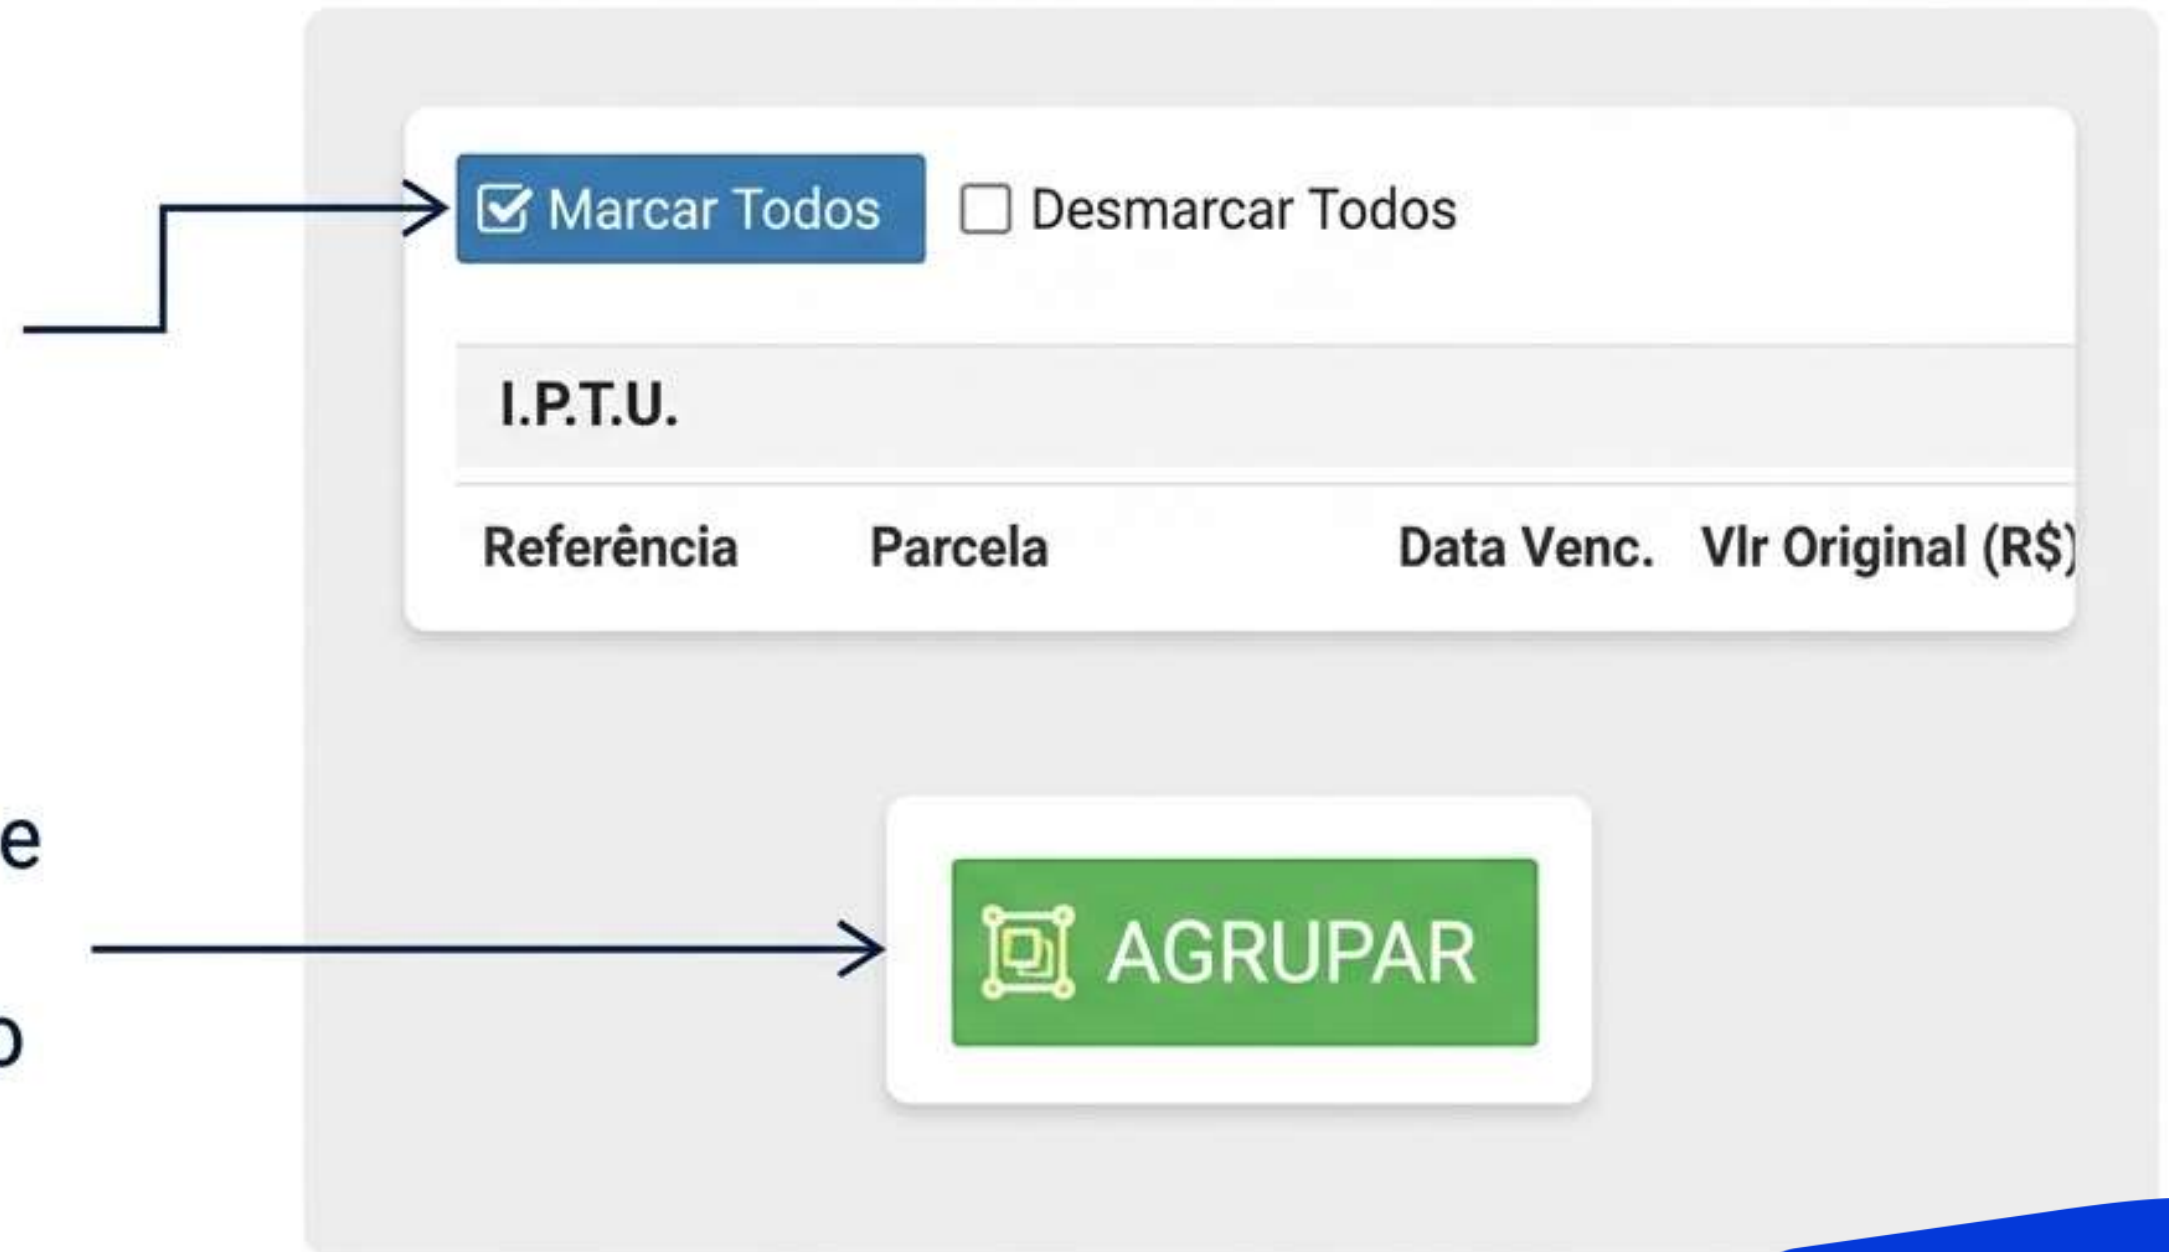 Marcar Todos Desmarcar Todos
I.P.T.U.
Referência Parcela Data Venc. Vlr Original (R$)
e
AGRUPAR
o